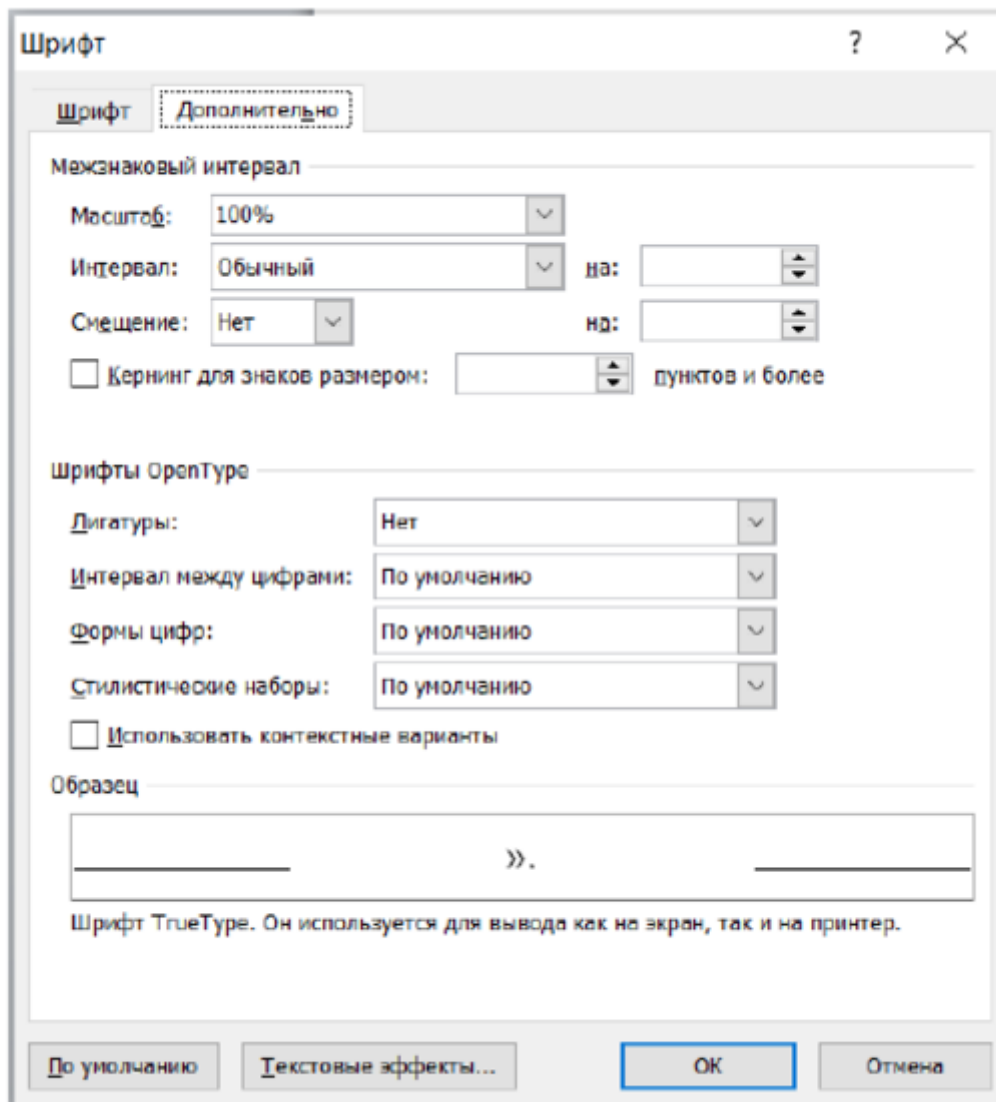 Шрифт ?
Шрифт Дополнительно
Межзнаковый интервал
Масштаб: 100%
Интервал: Обычный на:
Смещение: Нет на:
Кернинг для знаков размером: пунктов и более
Шрифты OpenType
Лигатуры: Нет
Интервал между цифрами: По умолчанию
Формы цифр: По умолчанию
Стилистические наборы: По умолчанию
Использовать контекстные варианты
Образец
».
Шрифт TrueType. Он используется для вывода как на экран, так и на принтер.
По умолчанию Текстовые эффекты... ОК Отмена